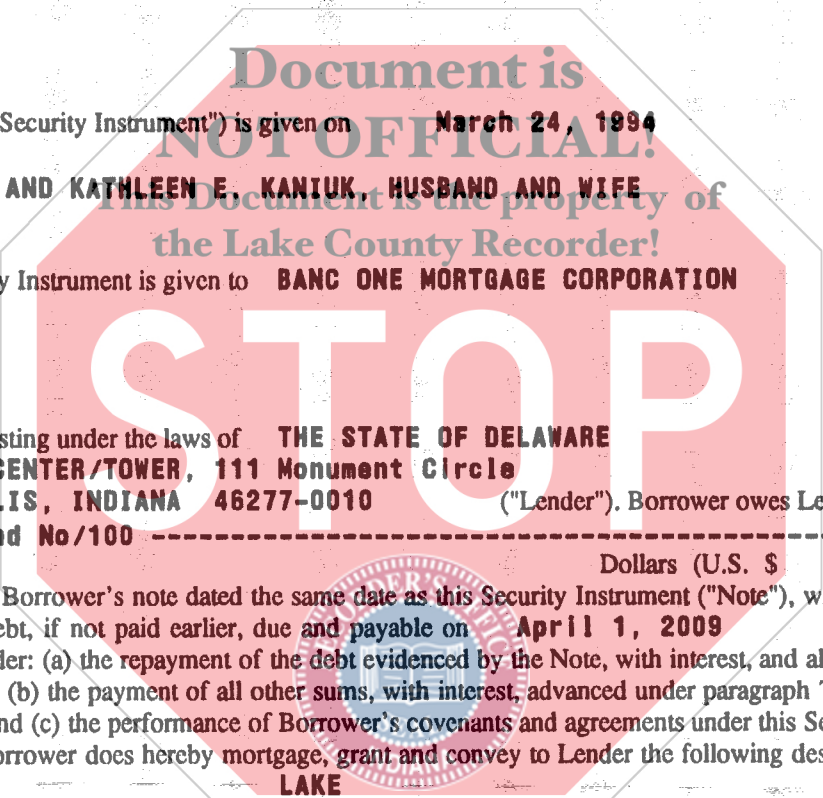 Document is
Security Instrument") is given on March 24, 1994
NOT OFFICIAL!
AND KATHLEEN E. KANIUK, HUSBAND AND WIFE
This Document is the property of
the Lake County Recorder!
y Instrument is given to BANC ONE MORTGAGE CORPORATION
STOP
sting under the laws of THE STATE OF DELAWARE
CENTER/TOWER, 111 Monument Circle
LIS, INDIANA 46277-0010 ("Lender"). Borrower owes Le
nd No/100 ----------------------------------------
Dollars (U.S. $
Borrower's note dated the same date as this Security Instrument ("Note"), w
ebt, if not paid earlier, due and payable on April 1, 2009
der: (a) the repayment of the debt evidenced by the Note, with interest, and al
(b) the payment of all other sums, with interest, advanced under paragraph 7
nd (c) the performance of Borrower's covenants and agreements under this Se
orrower does hereby mortgage, grant and convey to Lender the following des
LAKE
INDIANA